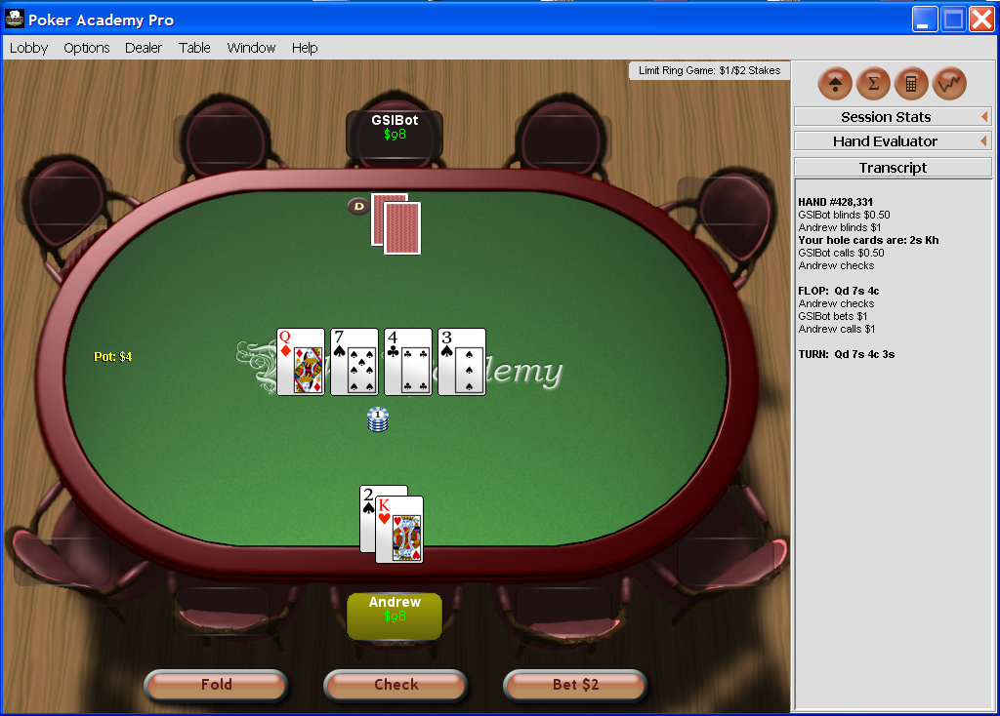 Poker Academy Pro
Lobby Options Dealer Table Window Help
Limit Ring Game: $1/$2 Stakes
GSIBot
$98
D
Pot: $4
Q 7 4 3
ademy
1
2 K
Andrew
$98
Fold Check Bet $2
Σ
Session Stats
Hand Evaluator
Transcript
HAND #428,331
GSIBot blinds $0.50
Andrew blinds $1
Your hole cards are: 2s Kh
GSIBot calls $0.50
Andrew checks
FLOP: Qd 7s 4c
Andrew checks
GSIBot bets $1
Andrew calls $1
TURN: Qd 7s 4c 3s